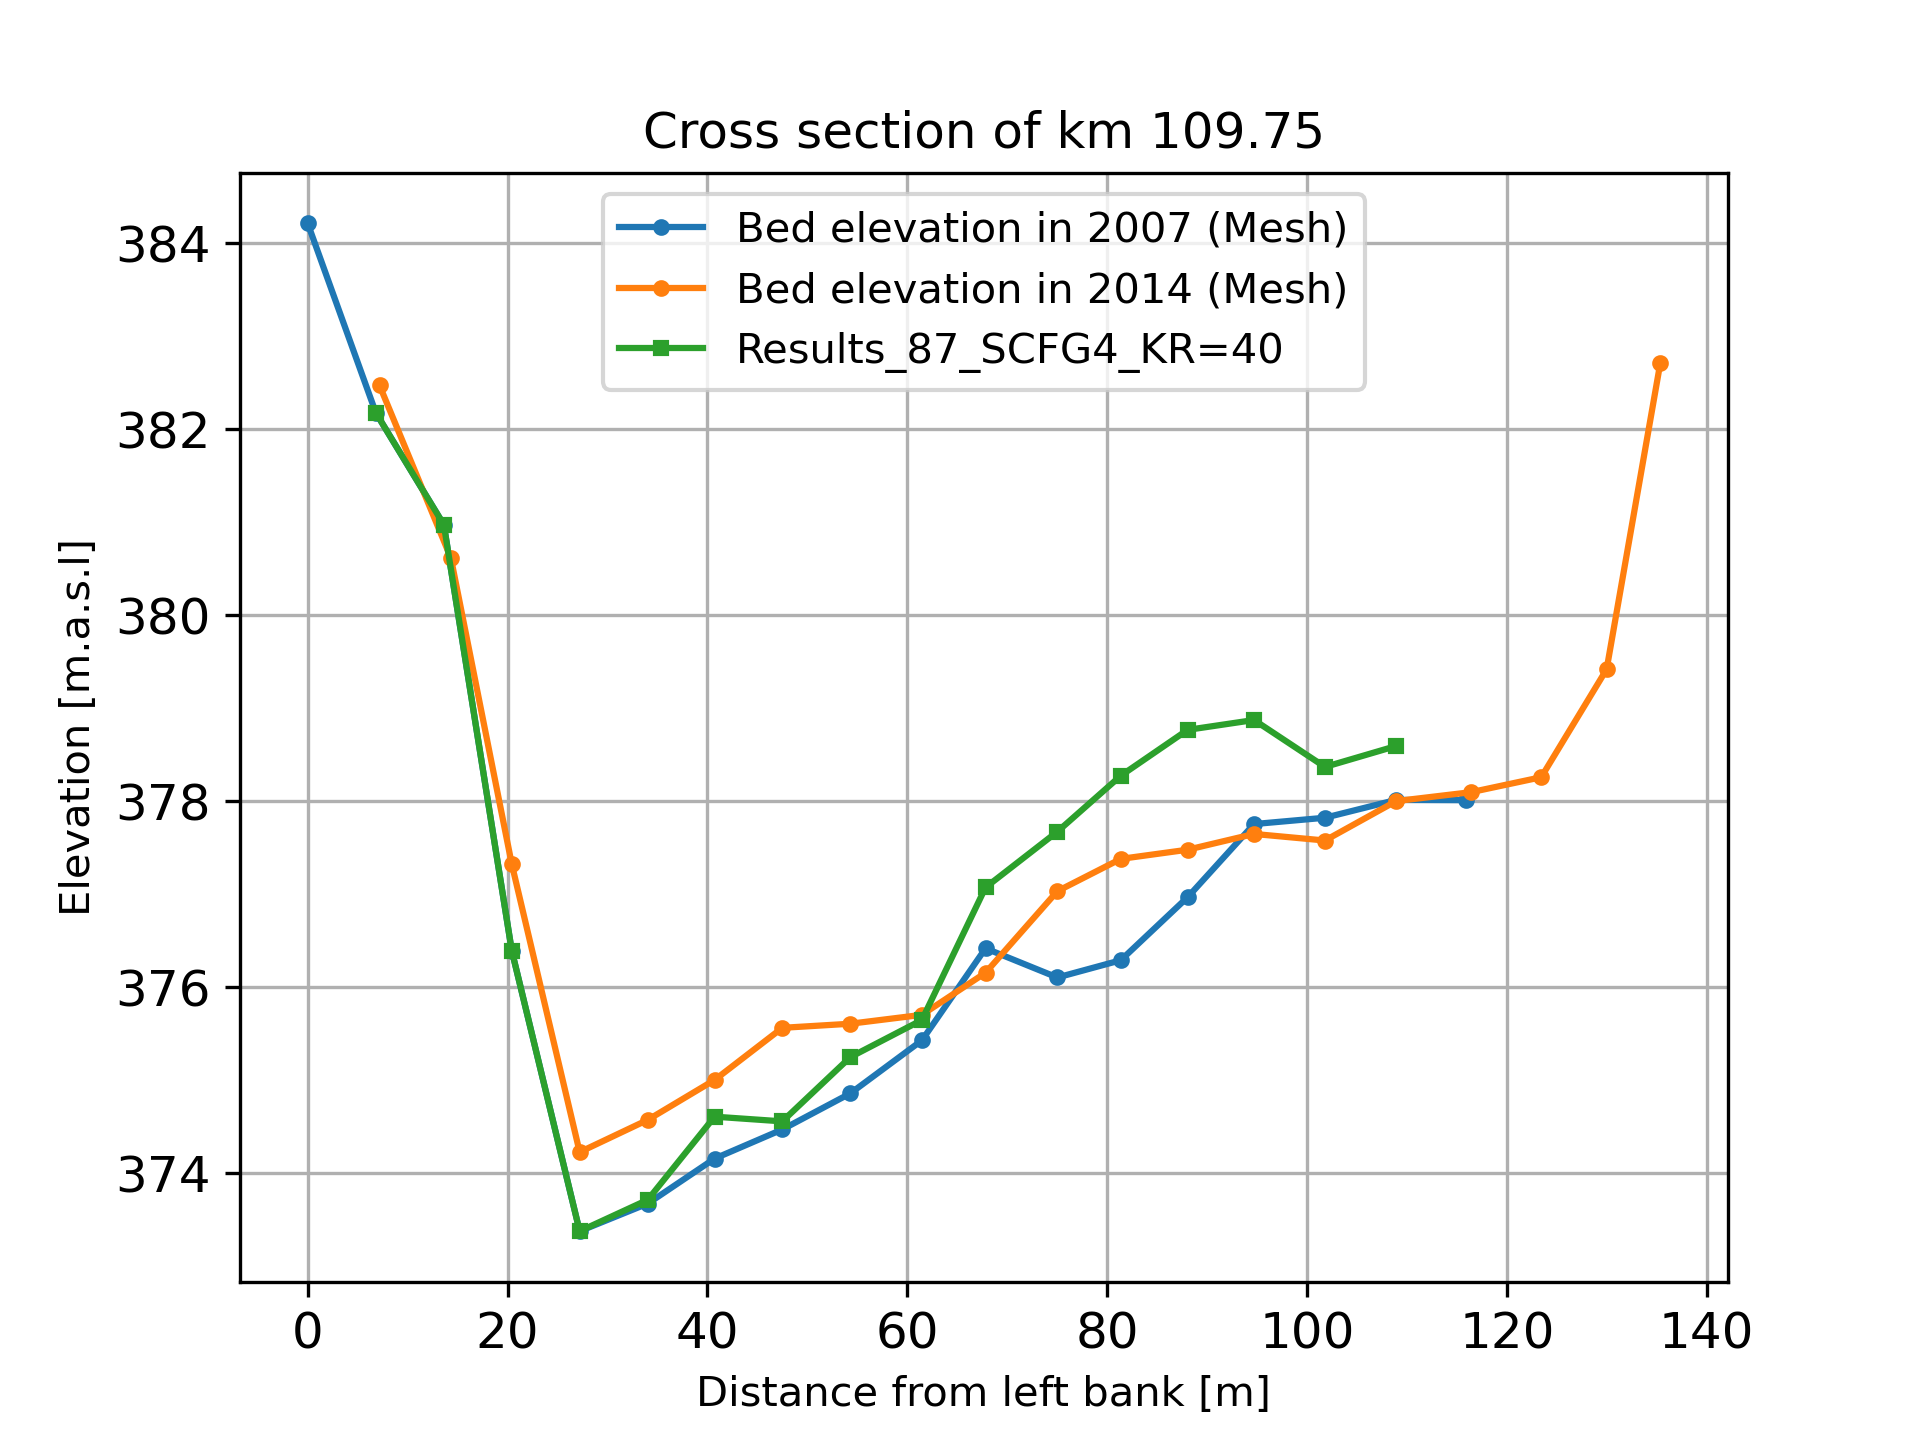 Cross section of km 109.75
Bed elevation in 2007 (Mesh)
Bed elevation in 2014 (Mesh)
Results_87_SCFG4_KR=40
384
382
380
378
376
374
Elevation [m.a.s.l]
0 20 40 60 80 100 120 140
Distance from left bank [m]